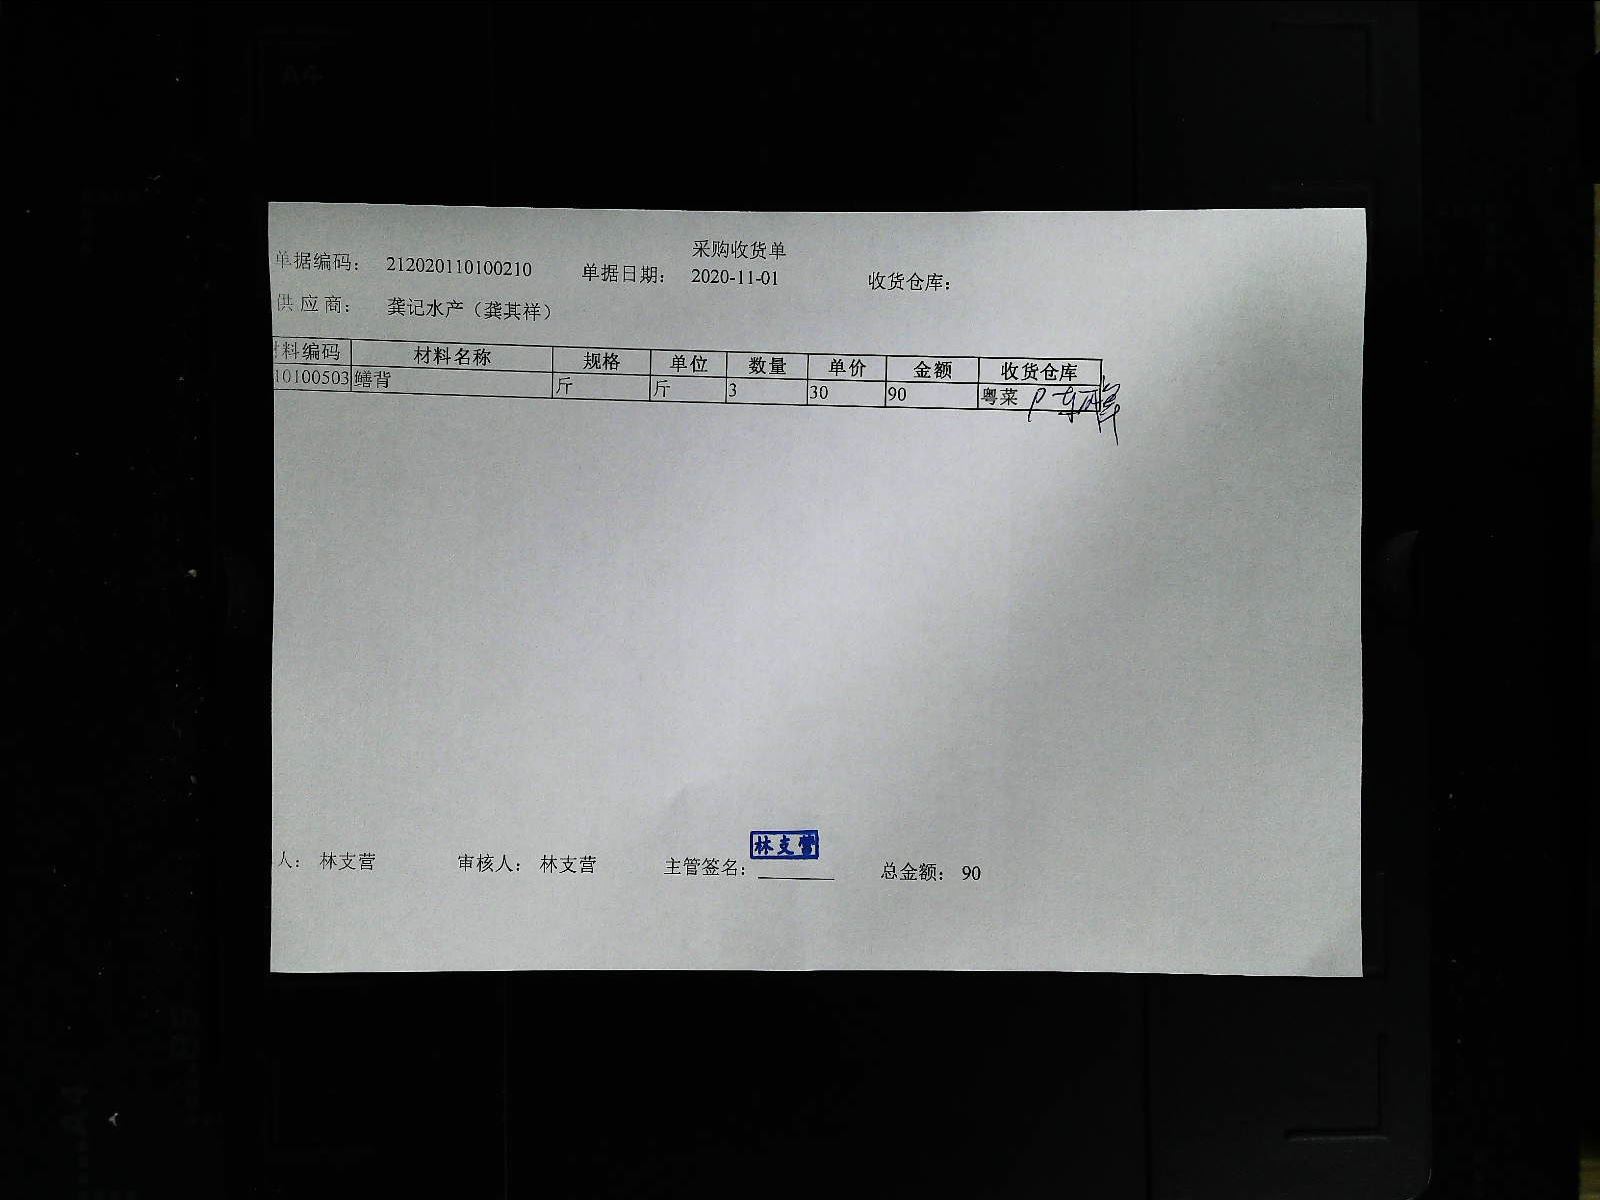 采购收货单
单据编码： 212020110100210 单据日期： 2020-11-01 收货仓库：
供应商： 龚记水产（龚其祥）
材料编码 材料名称 规格 单位 数量 单价 金额 收货仓库
10100503 鳝背 斤 斤 3 30 90 粤菜
林支营
人： 林支营 审核人： 林支营 主管签名： 总金额： 90